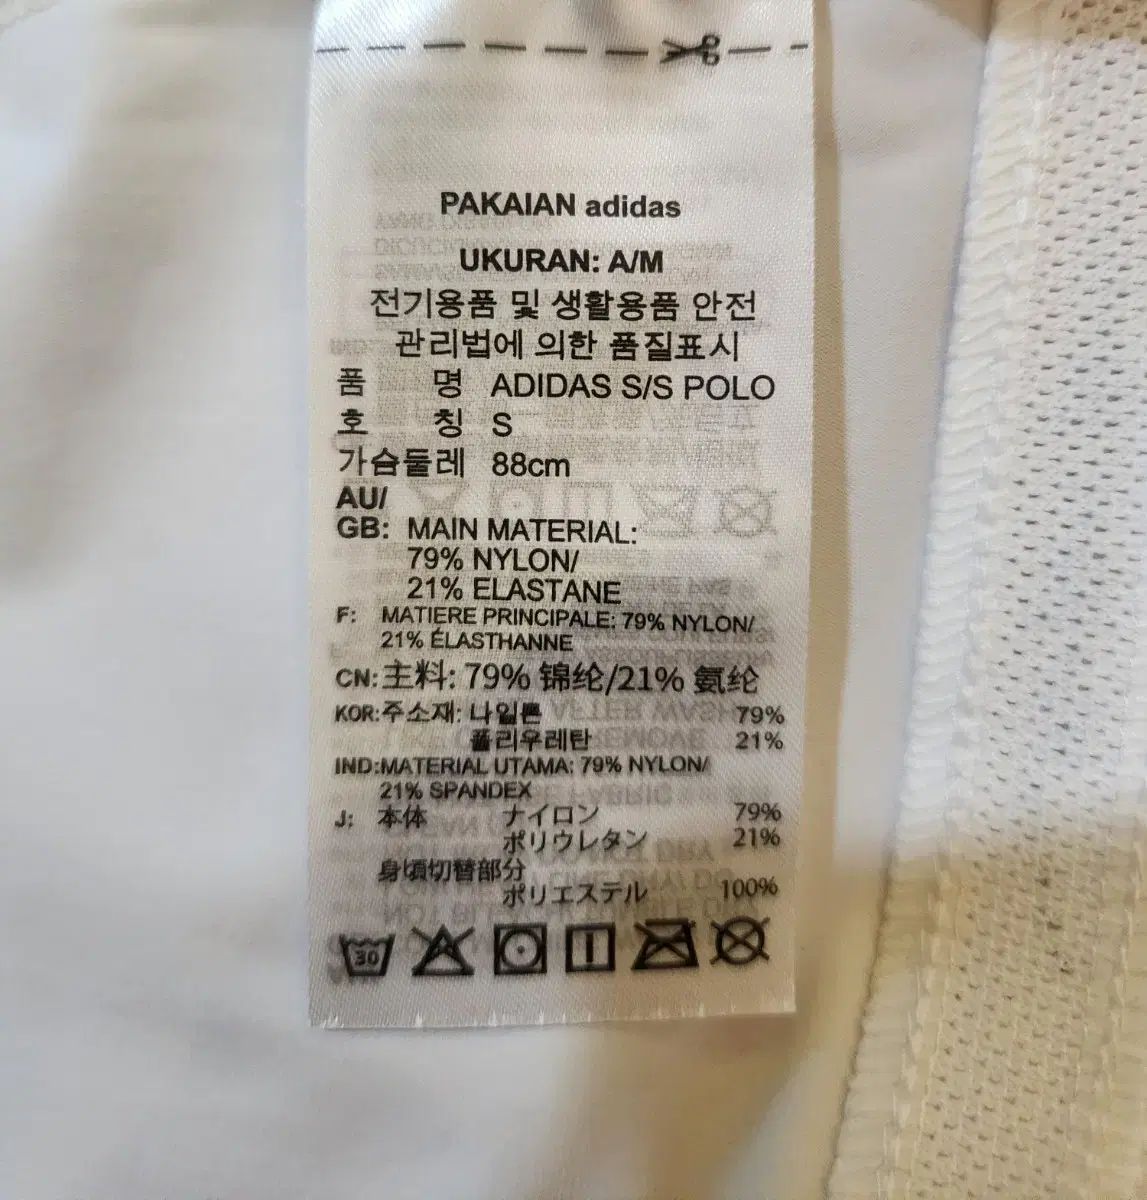 PAKAIAN adidas
UKURAN: A/M
전기용품 및 생활용품 안전
관리법에 의한 품질표시
품 명 ADIDAS S/S POLO
호 칭 S
가슴둘레 88cm
AU/
GB: MAIN MATERIAL:
79% NYLON/
21% ELASTANE
F: MATIERE PRINCIPALE: 79% NYLON/
21% ÉLASTHANNE
CN:主料: 79% 锦纶/21% 氨纶
KOR:주소재: 나일론 79%
폴리우레탄 21%
IND:MATERIAL UTAMA: 79% NYLON/
21% SPANDEX
J: 本体 ナイロン 79%
ポリウレタン 21%
身頃切替部分
ポリエステル 100%
30